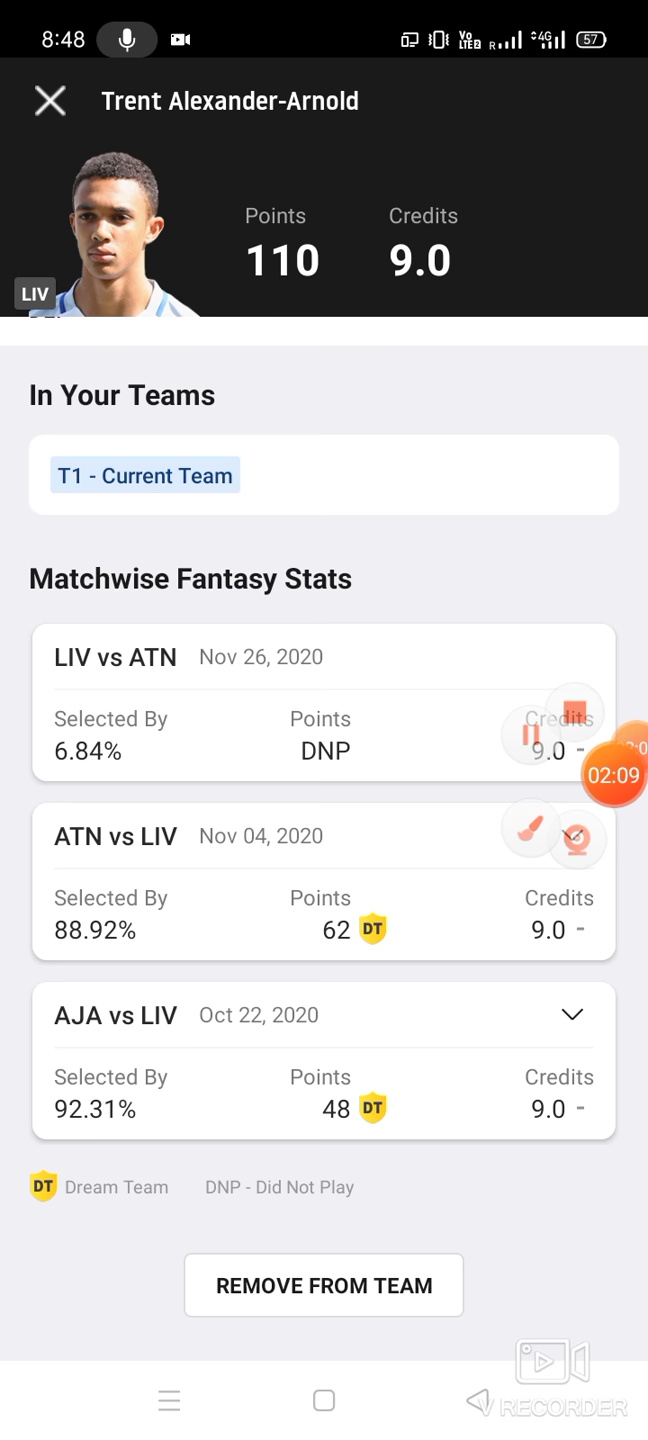 8:48
Vo LTE2 R 4G 57
Trent Alexander-Arnold
Points Credits
110 9.0
LIV
In Your Teams
T1 - Current Team
Matchwise Fantasy Stats
LIV vs ATN Nov 26, 2020
Selected By Points Credits
6.84% DNP 9.0 -
02:09
ATN vs LIV Nov 04, 2020
Selected By Points Credits
88.92% 62 DT 9.0 -
AJA vs LIV Oct 22, 2020
Selected By Points Credits
92.31% 48 DT 9.0 -
DT Dream Team DNP - Did Not Play
REMOVE FROM TEAM
V RECORDER